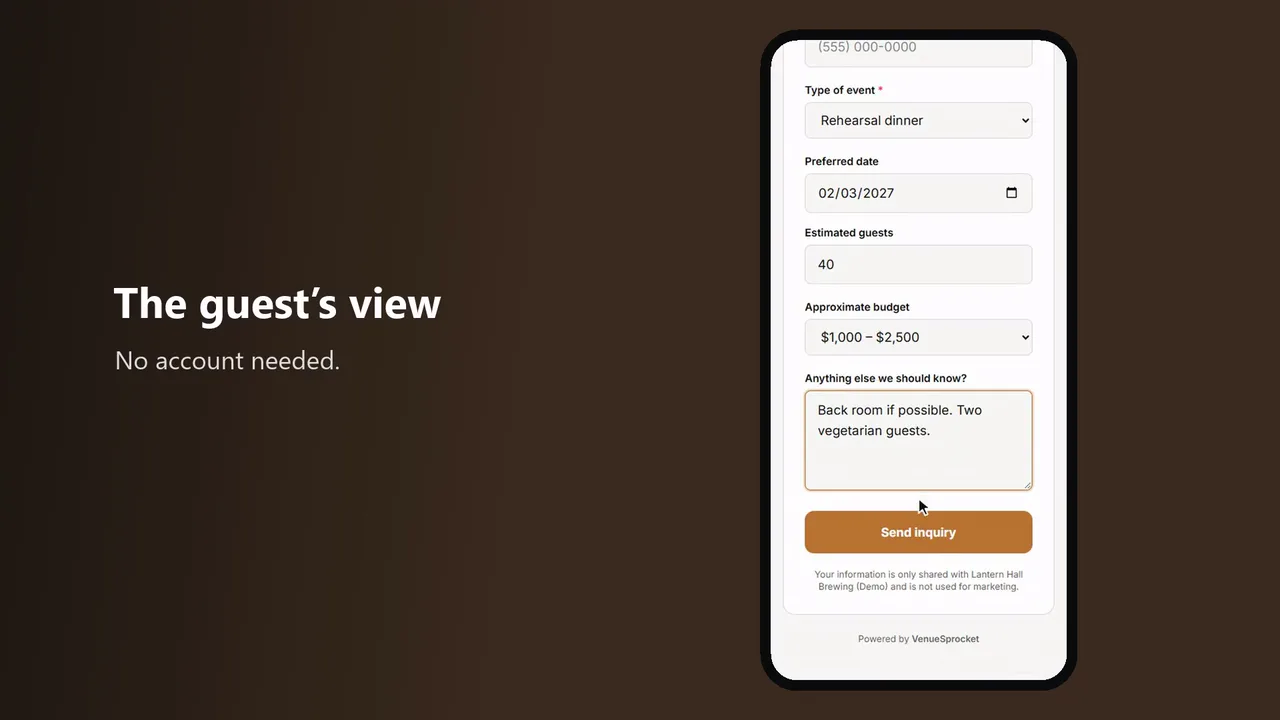 The guest’s view
No account needed.
(555) 000-0000
Type of event *
Rehearsal dinner
Preferred date
02/03/2027
Estimated guests
40
Approximate budget
$1,000 – $2,500
Anything else we should know?
Back room if possible. Two
vegetarian guests.
Send inquiry
Your information is only shared with Lantern Hall
Brewing (Demo) and is not used for marketing.
Powered by VenueSprocket